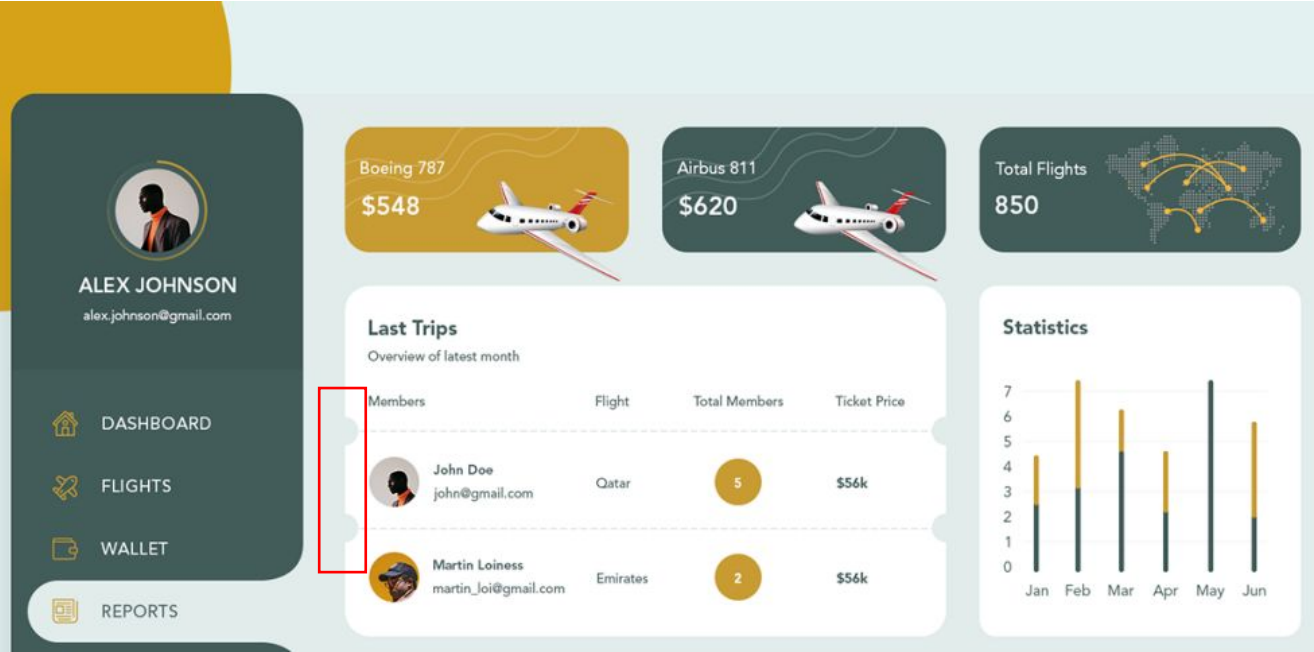 ALEX JOHNSON
alex.johnson@gmail.com
DASHBOARD
FLIGHTS
WALLET
REPORTS
Boeing 787
$548
Airbus 811
$620
Total Flights
850
Last Trips
Overview of latest month
Members Flight Total Members Ticket Price
John Doe
john@gmail.com
Qatar 5 $56k
Martin Loiness
martin_loi@gmail.com
Emirates 2 $56k
Statistics
7
6
5
4
3
2
1
0
Jan Feb Mar Apr May Jun